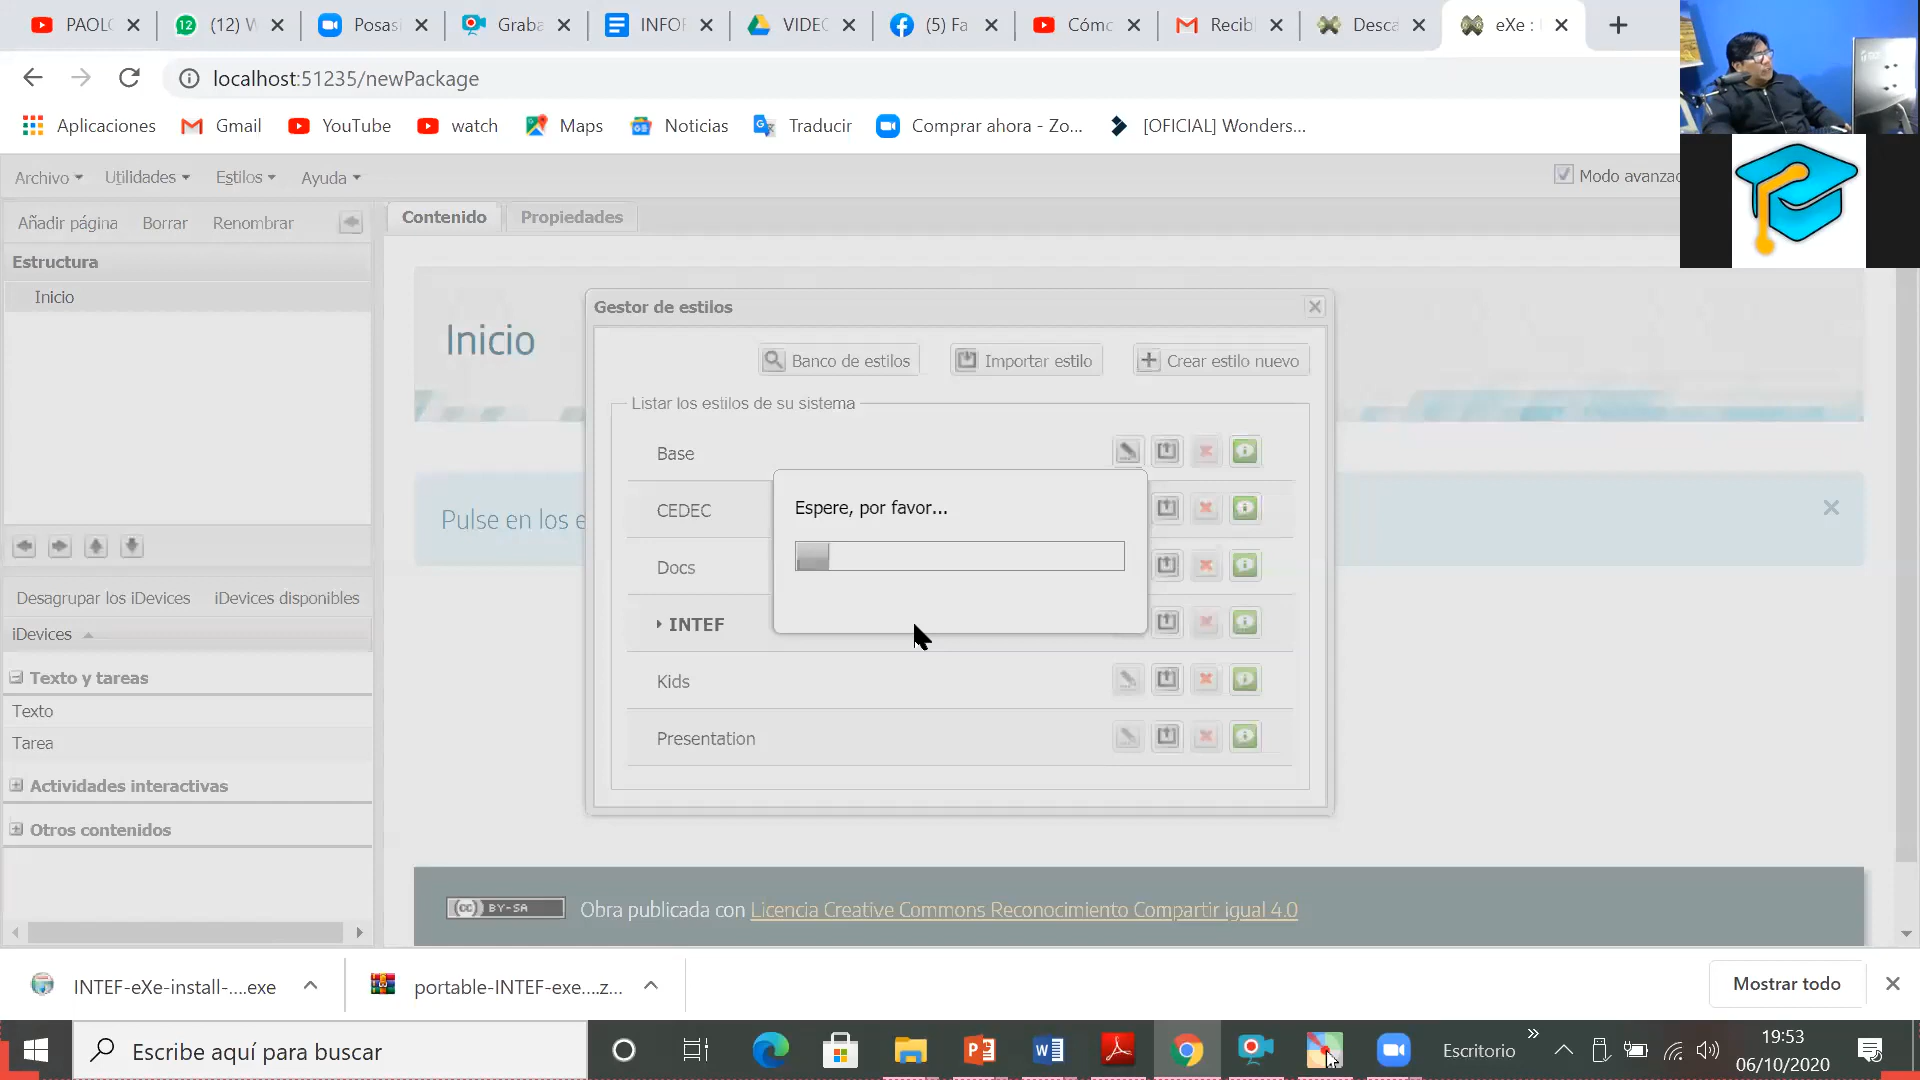 PAOLO
(12) W
Posas
Graba
INFOR
VIDEO
(5) Fa
Cómo
Recib
Desca
eXe :
localhost:51235/newPackage
Aplicaciones Gmail YouTube watch Maps Noticias Traducir Comprar ahora - Zo... [OFICIAL] Wonders...
Archivo Utilidades Estilos Ayuda
Modo avanzad
Añadir página Borrar Renombrar
Contenido Propiedades
Estructura
Inicio
Inicio
Gestor de estilos
Banco de estilos Importar estilo Crear estilo nuevo
Listar los estilos de su sistema
Base
CEDEC
Docs
INTEF
Kids
Presentation
Espere, por favor...
Pulse en los e
Desagrupar los iDevices iDevices disponibles
iDevices
Texto y tareas
Texto
Tarea
Actividades interactivas
Otros contenidos
(cc) BY-SA
Obra publicada con Licencia Creative Commons Reconocimiento Compartir igual 4.0
INTEF-eXe-install-....exe
portable-INTEF-exe....z...
Mostrar todo
Escribe aquí para buscar
Escritorio
19:53
06/10/2020